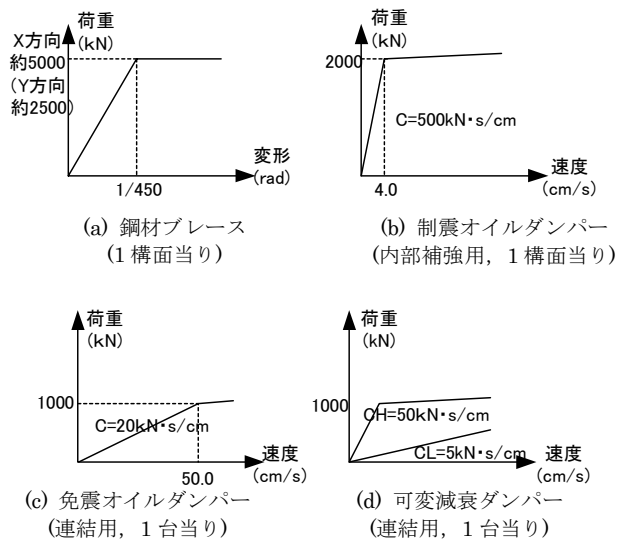 荷重
(kN)
X方向
約5000
(Y方向
約2500)
変形
(rad)
1/450
(a) 鋼材ブレース
(1 構面当り)
荷重
(kN)
2000
C=500kN・s/cm
速度
(cm/s)
4.0
(b) 制震オイルダンパー
(内部補強用，1 構面当り)
荷重
(kN)
1000
C=20kN・s/cm
速度
(cm/s)
50.0
(c) 免震オイルダンパー
(連結用，1 台当り)
荷重
(kN)
1000
CH=50kN・s/cm
CL=5kN・s/cm
速度
(cm/s)
(d) 可変減衰ダンパー
(連結用，1 台当り)